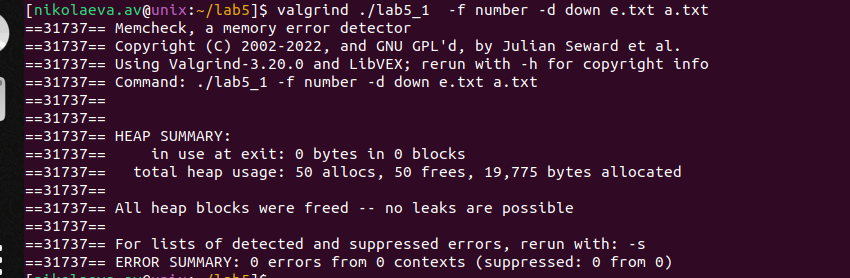 [nikolaeva.av@unix:~/lab5]$ valgrind ./lab5_1  -f number -d down e.txt a.txt
==31737== Memcheck, a memory error detector
==31737== Copyright (C) 2002-2022, and GNU GPL'd, by Julian Seward et al.
==31737== Using Valgrind-3.20.0 and LibVEX; rerun with -h for copyright info
==31737== Command: ./lab5_1 -f number -d down e.txt a.txt
==31737==
==31737==
==31737== HEAP SUMMARY:
==31737==     in use at exit: 0 bytes in 0 blocks
==31737==   total heap usage: 50 allocs, 50 frees, 19,775 bytes allocated
==31737==
==31737== All heap blocks were freed -- no leaks are possible
==31737==
==31737== For lists of detected and suppressed errors, rerun with: -s
==31737== ERROR SUMMARY: 0 errors from 0 contexts (suppressed: 0 from 0)
[nikolaeva.av@unix:~/lab5]$